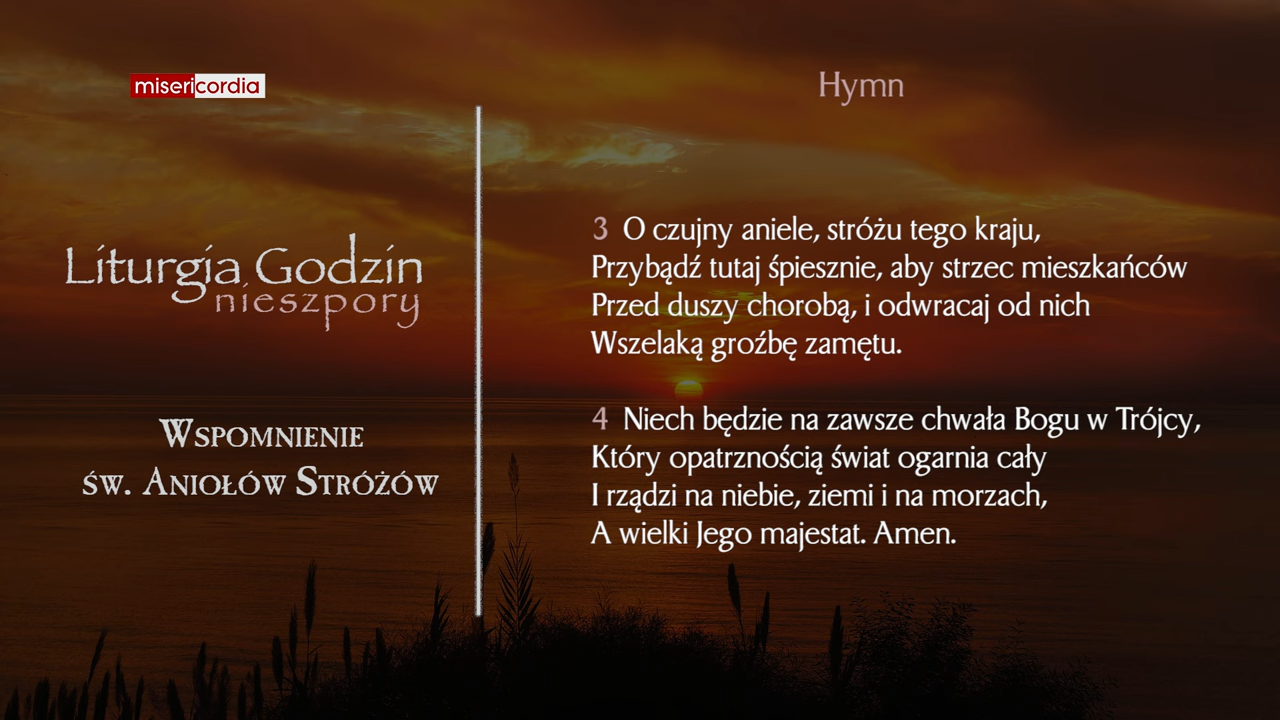 misericordia
Liturgia Godzin
nieszpory
Wspomnienie
św. Aniołów Stróżów
Hymn
3 O czujny aniele, stróżu tego kraju,
Przybądź tutaj śpiesznie, aby strzec mieszkańców
Przed duszy chorobą, i odwracaj od nich
Wszelaką groźbę zamętu.
4 Niech będzie na zawsze chwała Bogu w Trójcy,
Który opatrznością świat ogarnia cały
I rządzi na niebie, ziemi i na morzach,
A wielki Jego majestat. Amen.